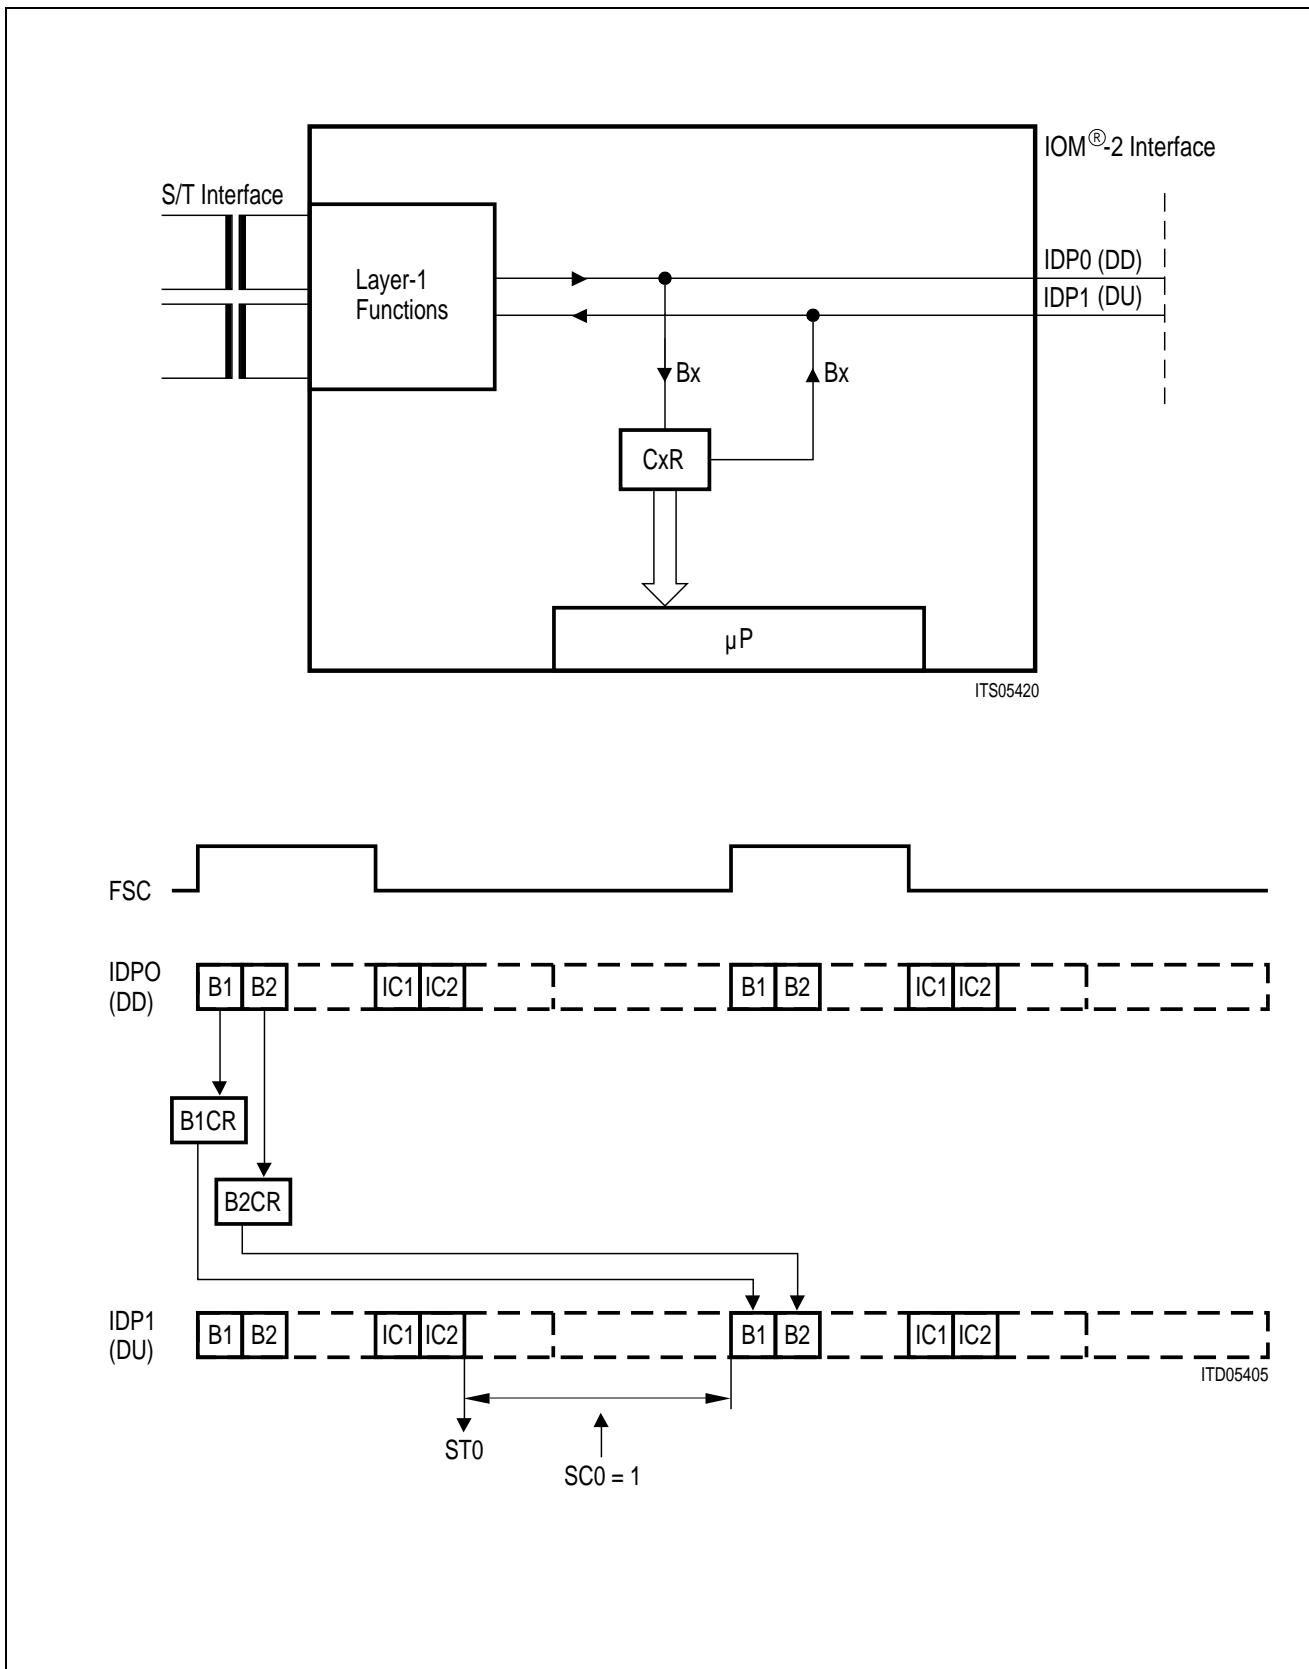 IOM®-2 Interface
S/T Interface
Layer-1
Functions
IDP0 (DD)
IDP1 (DU)
Bx
Bx
CxR
µP
ITS05420
FSC
IDPO
(DD)
B1 B2 IC1 IC2 B1 B2 IC1 IC2
B1CR
B2CR
IDP1
(DU)
B1 B2 IC1 IC2 B1 B2 IC1 IC2
ITD05405
ST0
SC0 = 1